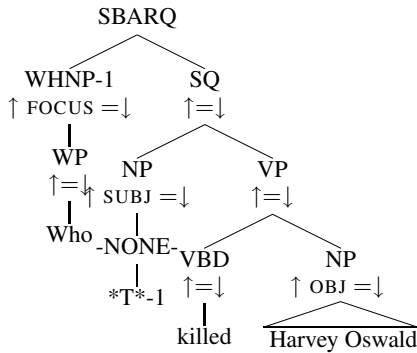 SBARQ
WHNP-1 SQ
↑ FOCUS =↓ ↑=↓
WP NP VP
↑=↓ ↑ SUBJ =↓ ↑=↓
Who -NONE- VBD NP
↑=↓ ↑ OBJ =↓
*T*-1
killed Harvey Oswald